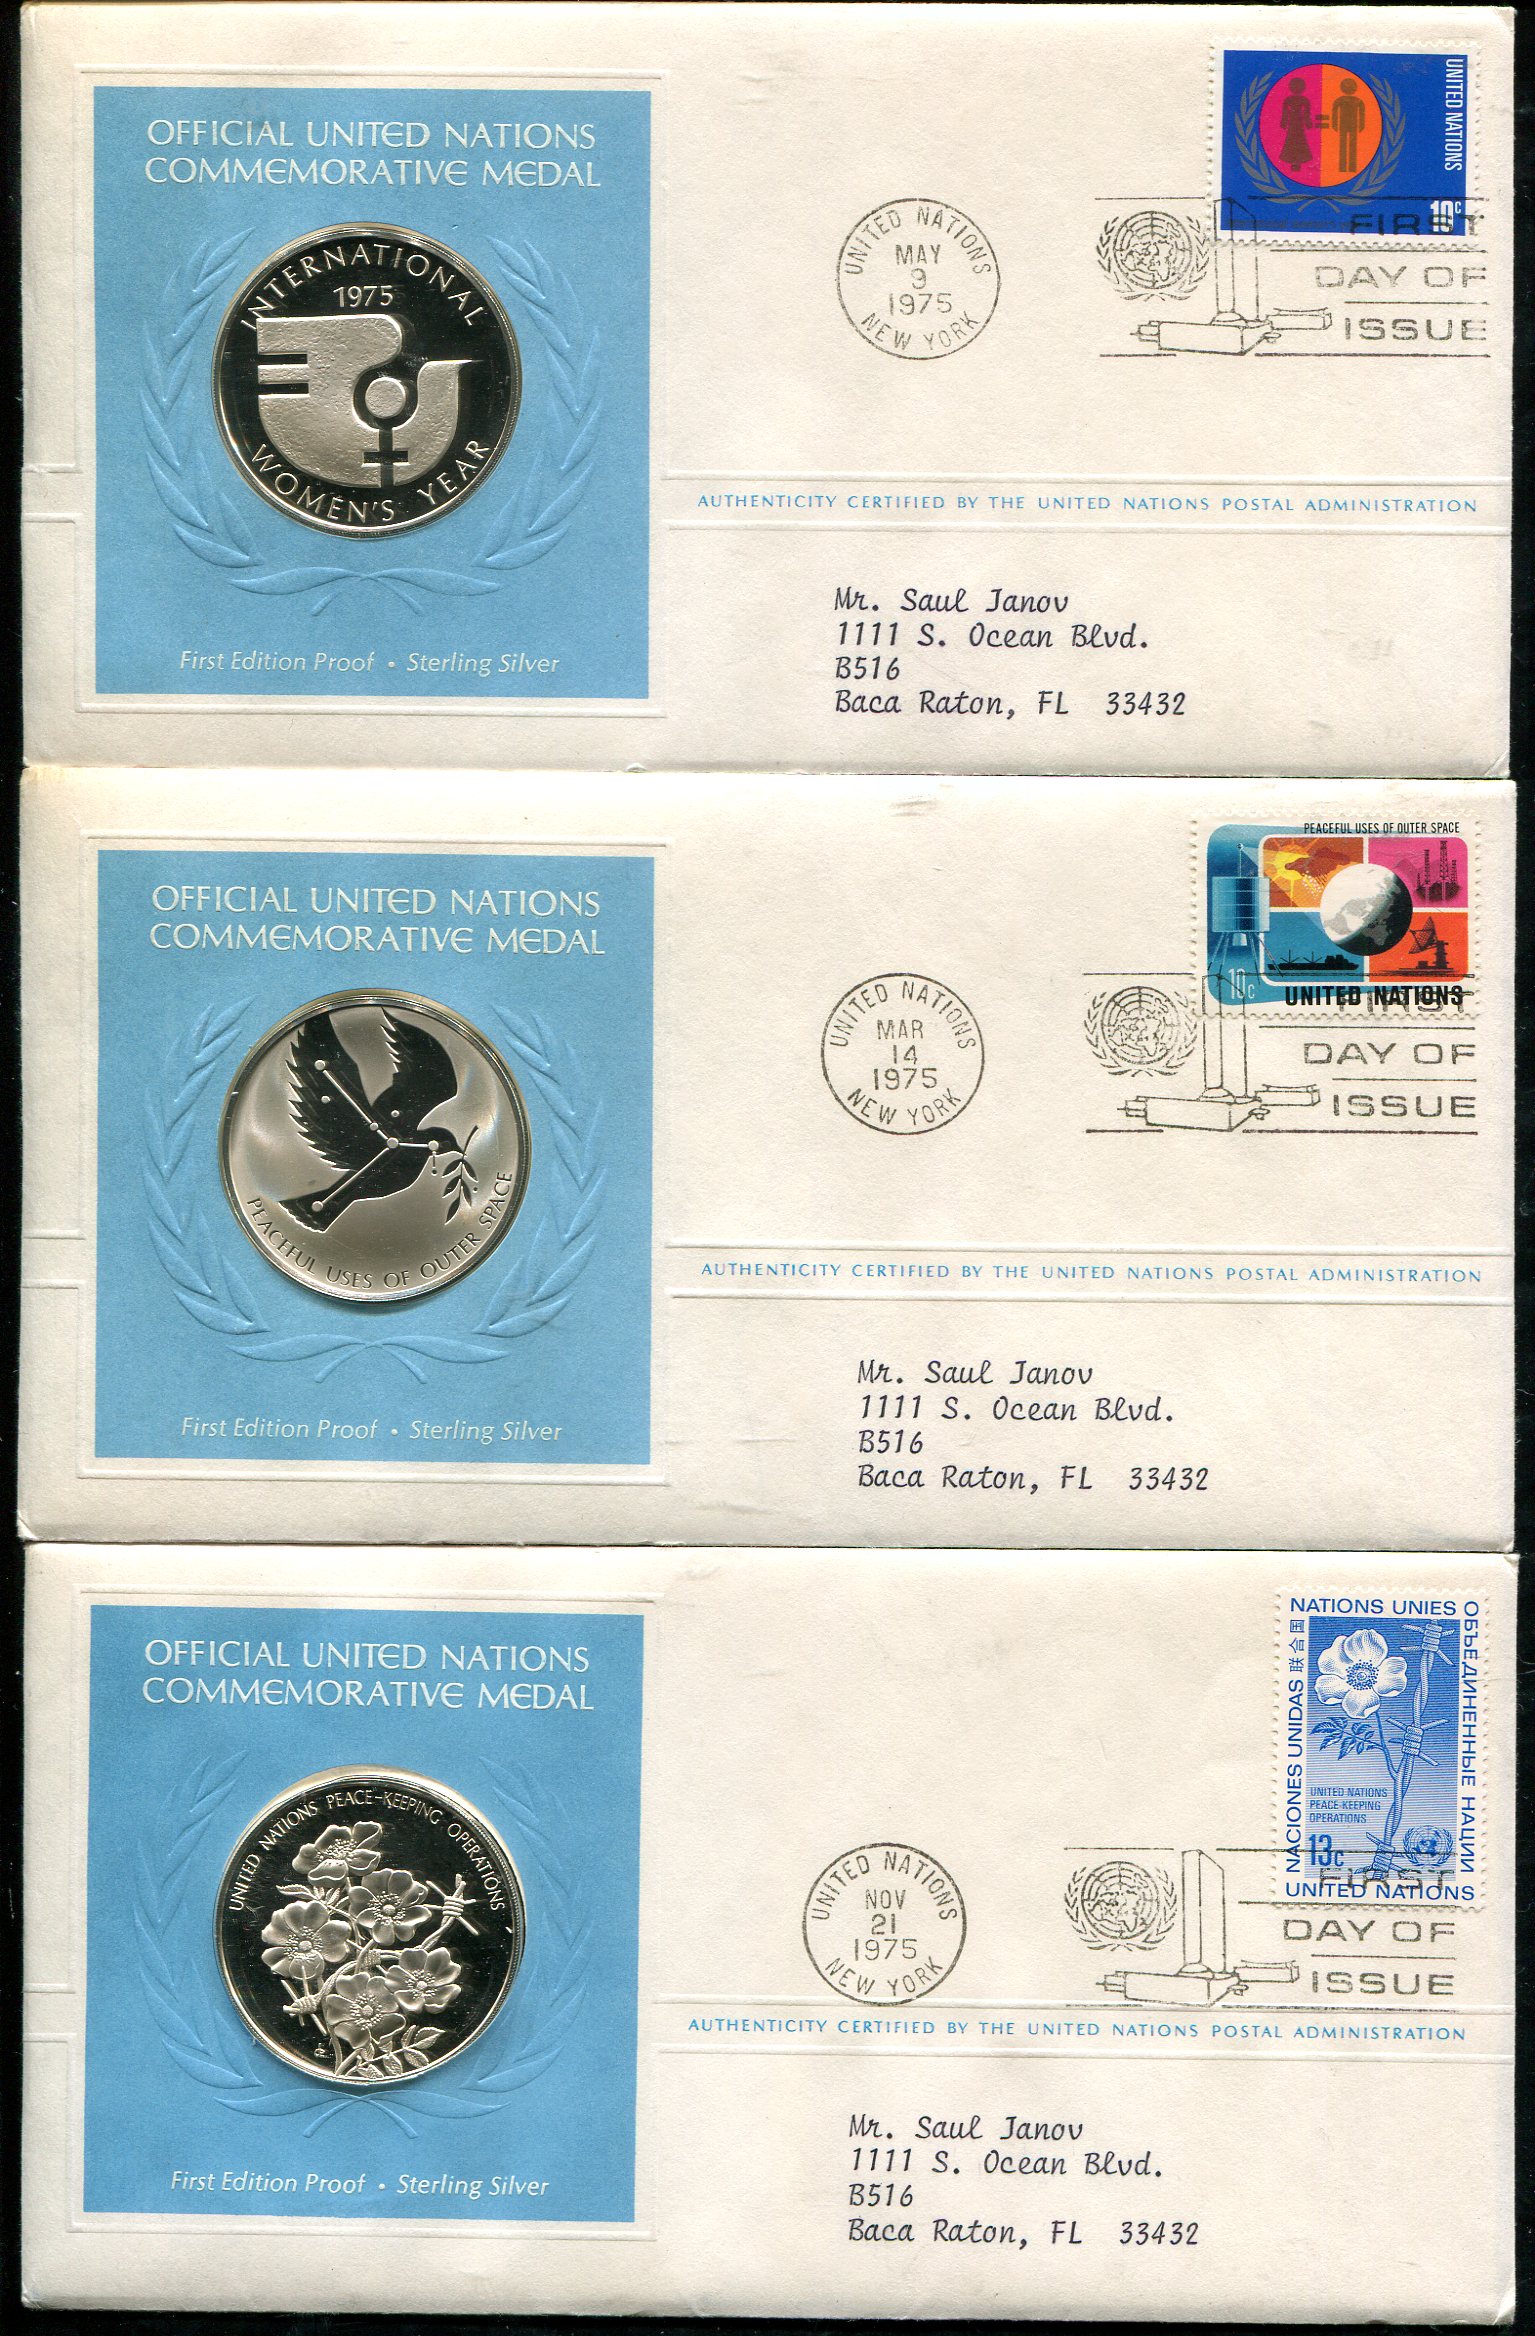 OFFICIAL UNITED NATIONS
COMMEMORATIVE MEDAL
INTERNATIONAL
1975
WOMEN'S YEAR
First Edition Proof • Sterling Silver
UNITED NATIONS
10c
UNITED NATIONS
MAY
9
1975
NEW YORK
FIRST
DAY OF
ISSUE
AUTHENTICITY CERTIFIED BY THE UNITED NATIONS POSTAL ADMINISTRATION
Mr. Saul Janov
1111 S. Ocean Blvd.
B516
Baca Raton, FL 33432
OFFICIAL UNITED NATIONS
COMMEMORATIVE MEDAL
PEACEFUL USES OF OUTER SPACE
First Edition Proof • Sterling Silver
PEACEFUL USES OF OUTER SPACE
10c
UNITED NATIONS
UNITED NATIONS
MAR
14
1975
NEW YORK
FIRST
DAY OF
ISSUE
AUTHENTICITY CERTIFIED BY THE UNITED NATIONS POSTAL ADMINISTRATION
Mr. Saul Janov
1111 S. Ocean Blvd.
B516
Baca Raton, FL 33432
OFFICIAL UNITED NATIONS
COMMEMORATIVE MEDAL
UNITED NATIONS PEACE-KEEPING OPERATIONS
First Edition Proof • Sterling Silver
NATIONS UNIES
ОБЪЕДИНЕННЫЕ НАЦИИ
NACIONES UNIDAS 联合国
UNITED NATIONS
PEACE-KEEPING
OPERATIONS
13c
UNITED NATIONS
UNITED NATIONS
NOV
21
1975
NEW YORK
FIRST
DAY OF
ISSUE
AUTHENTICITY CERTIFIED BY THE UNITED NATIONS POSTAL ADMINISTRATION
Mr. Saul Janov
1111 S. Ocean Blvd.
B516
Baca Raton, FL 33432